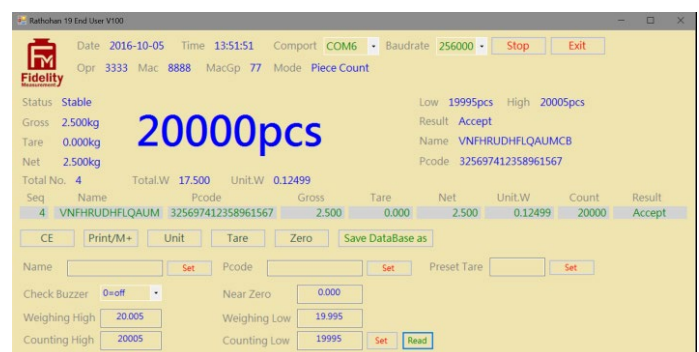 Rathohan 19 End User V100
Date 2016-10-05 Time 13:51:51 Comport COM6 Baudrate 256000 Stop Exit
Opr 3333 Mac 8888 MacGp 77 Mode Piece Count
Fidelity
Measurement
Status Stable
Low 19995pcs High 20005pcs
Gross 2.500kg
20000pcs
Result Accept
Tare 0.000kg
Name VNFHRUDHFLQAUMCB
Net 2.500kg
Pcode 325697412358961567
Total No. 4 Total.W 17.500 Unit.W 0.12499
Seq Name Pcode Gross Tare Net Unit.W Count Result
4 VNFHRUDHFLQAUM 325697412358961567 2.500 0.000 2.500 0.12499 20000 Accept
CE Print/M+ Unit Tare Zero Save DataBase as
Name Set Pcode Set Preset Tare Set
Check Buzzer 0=off Near Zero 0.000
Weighing High 20.005 Weighing Low 19.995
Counting High 20005 Counting Low 19995 Set Read